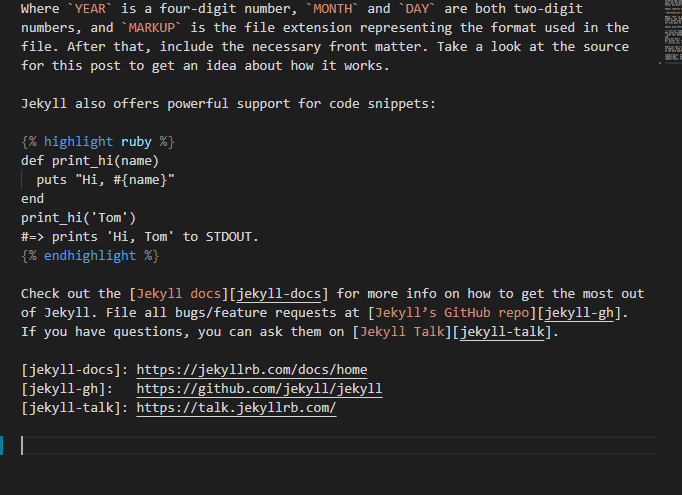 Where `YEAR` is a four-digit number, `MONTH` and `DAY` are both two-digit
numbers, and `MARKUP` is the file extension representing the format used in the
file. After that, include the necessary front matter. Take a look at the source
for this post to get an idea about how it works.

Jekyll also offers powerful support for code snippets:

{% highlight ruby %}
def print_hi(name)
  puts "Hi, #{name}"
end
print_hi('Tom')
#=> prints 'Hi, Tom' to STDOUT.
{% endhighlight %}

Check out the [Jekyll docs][jekyll-docs] for more info on how to get the most out
of Jekyll. File all bugs/feature requests at [Jekyll’s GitHub repo][jekyll-gh].
If you have questions, you can ask them on [Jekyll Talk][jekyll-talk].

[jekyll-docs]: https://jekyllrb.com/docs/home
[jekyll-gh]:   https://github.com/jekyll/jekyll
[jekyll-talk]: https://talk.jekyllrb.com/